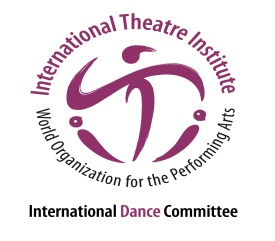 International Theatre Institute
World Organization for the Performing Arts
International Dance Committee